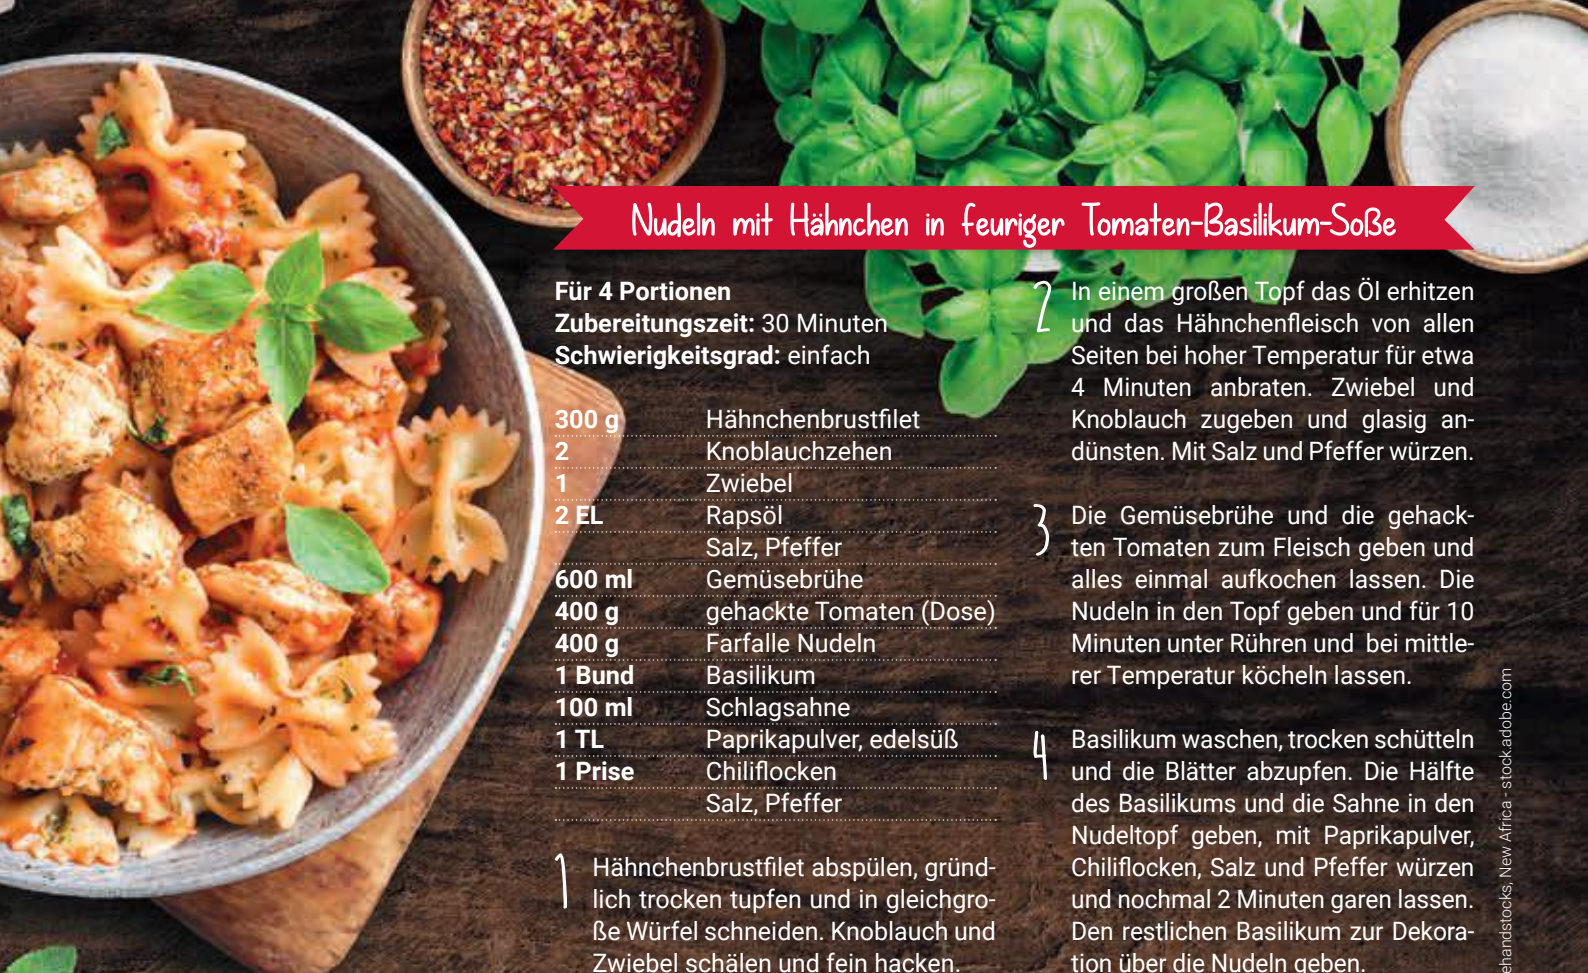 Nudeln mit Hähnchen in feuriger Tomaten-Basilikum-Soße
Für 4 Portionen
Zubereitungszeit: 30 Minuten
Schwierigkeitsgrad: einfach
300 g Hähnchenbrustfilet
2 Knoblauchzehen
1 Zwiebel
2 EL Rapsöl
Salz, Pfeffer
600 ml Gemüsebrühe
400 g gehackte Tomaten (Dose)
400 g Farfalle Nudeln
1 Bund Basilikum
100 ml Schlagsahne
1 TL Paprikapulver, edelsüß
1 Prise Chiliflocken
Salz, Pfeffer
1 Hähnchenbrustfilet abspülen, gründ-
lich trocken tupfen und in gleichgro-
ße Würfel schneiden. Knoblauch und
Zwiebel schälen und fein hacken.
2 In einem großen Topf das Öl erhitzen
und das Hähnchenfleisch von allen
Seiten bei hoher Temperatur für etwa
4 Minuten anbraten. Zwiebel und
Knoblauch zugeben und glasig an-
dünsten. Mit Salz und Pfeffer würzen.
3 Die Gemüsebrühe und die gehack-
ten Tomaten zum Fleisch geben und
alles einmal aufkochen lassen. Die
Nudeln in den Topf geben und für 10
Minuten unter Rühren und bei mittle-
rer Temperatur köcheln lassen.
4 Basilikum waschen, trocken schütteln
und die Blätter abzupfen. Die Hälfte
des Basilikums und die Sahne in den
Nudeltopf geben, mit Paprikapulver,
Chiliflocken, Salz und Pfeffer würzen
und nochmal 2 Minuten garen lassen.
Den restlichen Basilikum zur Dekora-
tion über die Nudeln geben.
ehandstocks, New Africa - stock.adobe.com